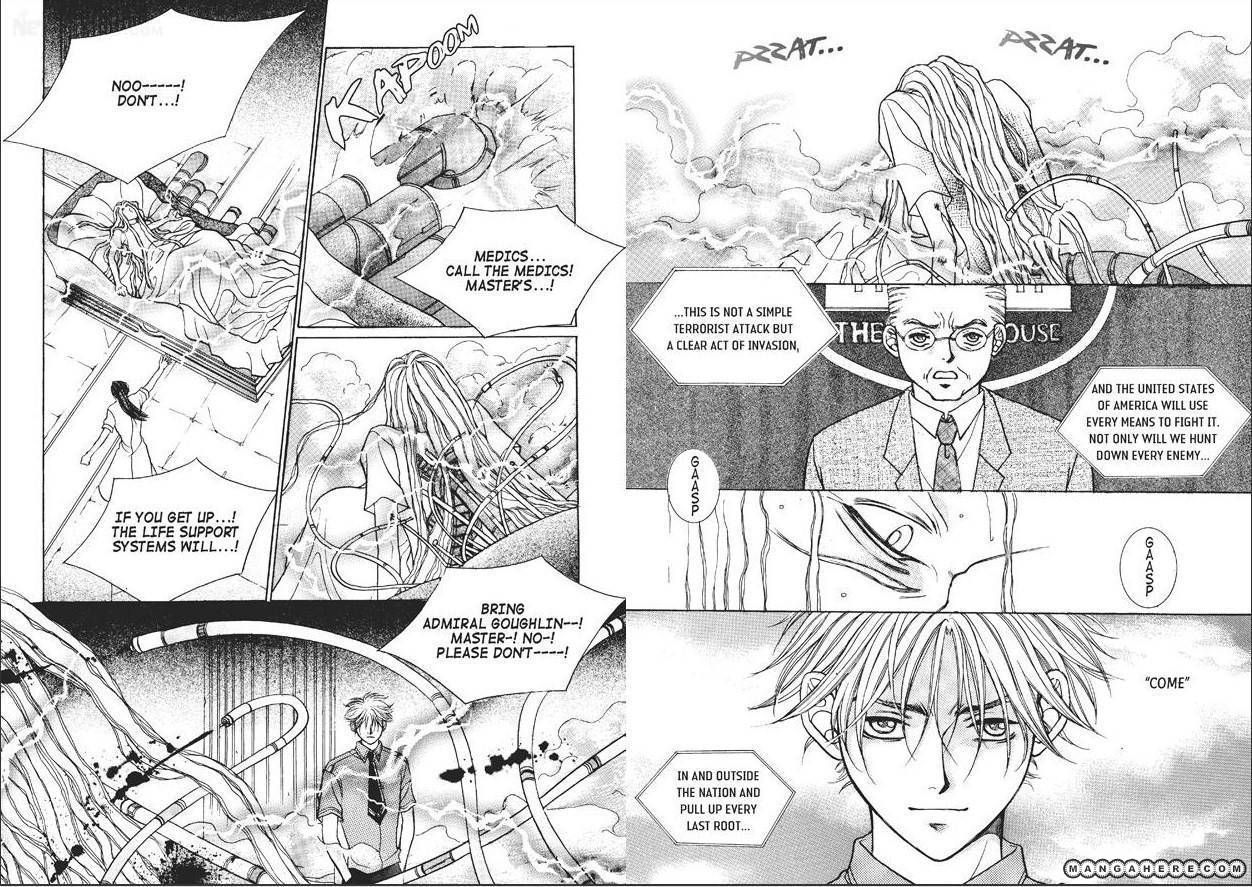 NOO-----!
DON'T...!
KAPOOM
MEDICS...
CALL THE MEDICS!
MASTER'S...!
IF YOU GET UP...!
THE LIFE SUPPORT
SYSTEMS WILL...!
BRING
ADMIRAL GOUGHLIN--!
MASTER-! NO-!
PLEASE DON'T----!
PZZAT...
PZZAT...
...THIS IS NOT A SIMPLE
TERRORIST ATTACK BUT
A CLEAR ACT OF INVASION,
THE
OUSE
AND THE UNITED STATES
OF AMERICA WILL USE
EVERY MEANS TO FIGHT IT.
NOT ONLY WILL WE HUNT
DOWN EVERY ENEMY...
GAASP
GAASP
"COME"
IN AND OUTSIDE
THE NATION AND
PULL UP EVERY
LAST ROOT...
MANGAHERE.COM